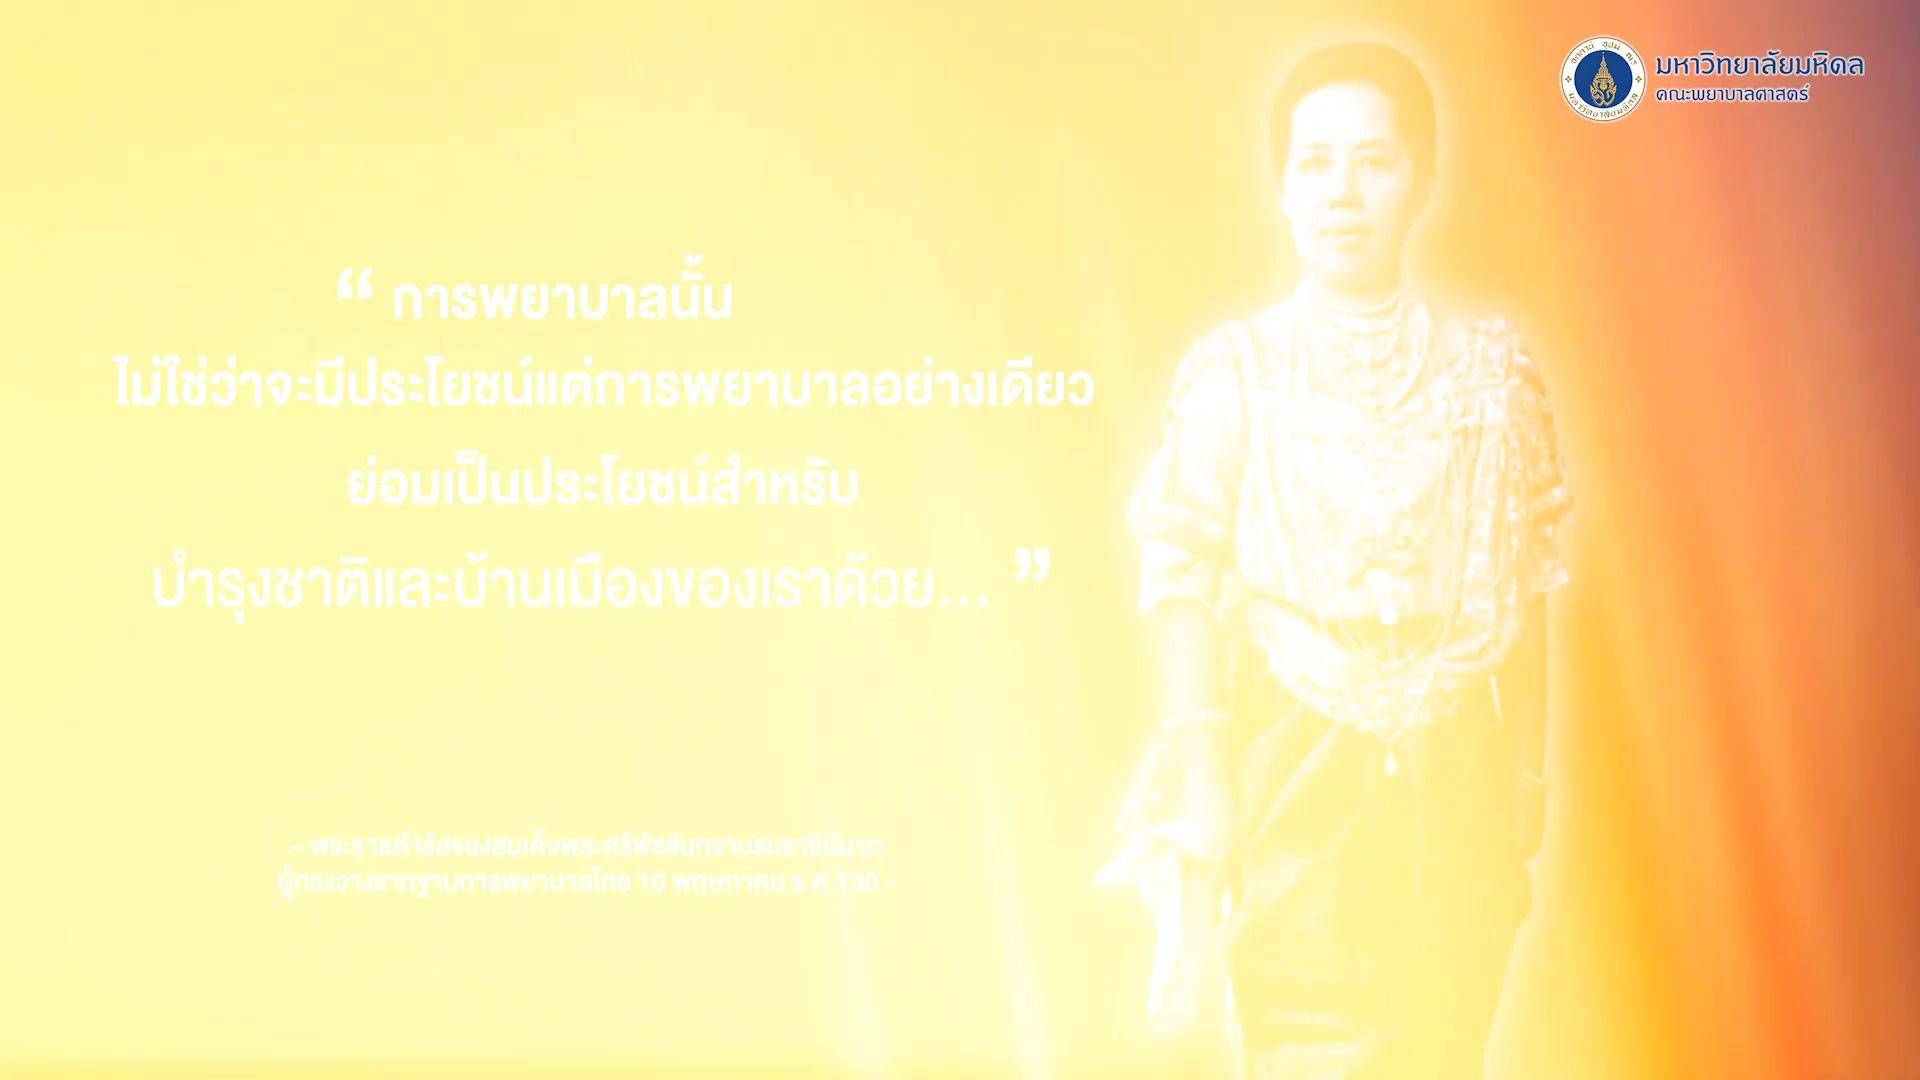 มหาวิทยาลัยมหิดล
คณะพยาบาลศาสตร์
“ การพยาบาลนั้น
ไม่ใช่ว่าจะมีประโยชน์แต่การพยาบาลอย่างเดียว
ย่อมเป็นประโยชน์สำหรับ
บำรุงชาติและบ้านเมืองของเราด้วย... ”
- พระราชดำรัสของสมเด็จพระศรีพัชรินทราบรมราชินีนาถ
ผู้ทรงวางรากฐานการพยาบาลไทย 10 พฤษภาคม ร.ศ.130 -